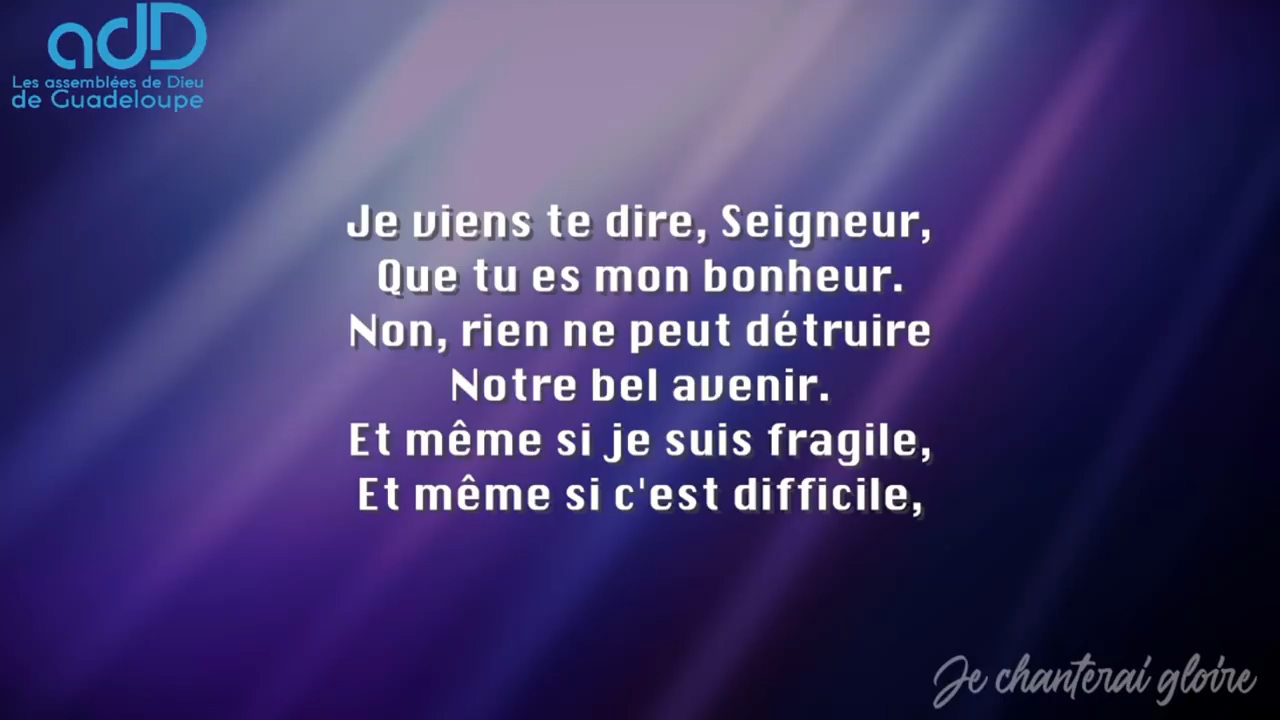 adD
Les assemblées de Dieu
de Guadeloupe
Je viens te dire, Seigneur,
Que tu es mon bonheur.
Non, rien ne peut détruire
Notre bel avenir.
Et même si je suis fragile,
Et même si c'est difficile,
Je chanterai gloire